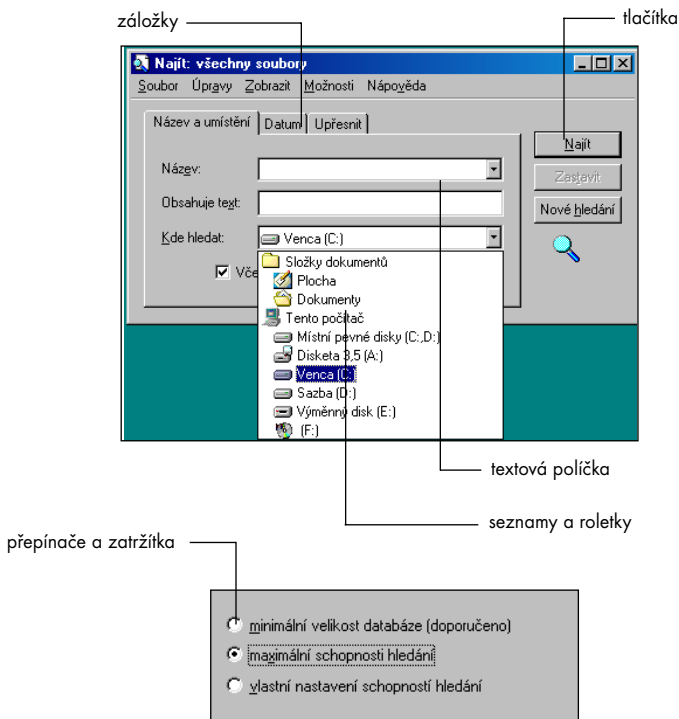 záložky
tlačítka
Najít: všechny soubory
Soubor Úpravy Zobrazit Možnosti Nápověda
Název a umístění Datum Upřesnit
Najít
Název:
Zastavit
Obsahuje text:
Nové hledání
Kde hledat: Venca (C:)
Složky dokumentů
Vče
Plocha
Dokumenty
Tento počítač
Místní pevné disky (C:,D:)
Disketa 3,5 (A:)
Venca (C:)
Sazba (D:)
Výměnný disk (E:)
(F:)
textová políčka
seznamy a roletky
přepínače a zatržítka
minimální velikost databáze (doporučeno)
maximální schopnosti hledání
vlastní nastavení schopností hledání